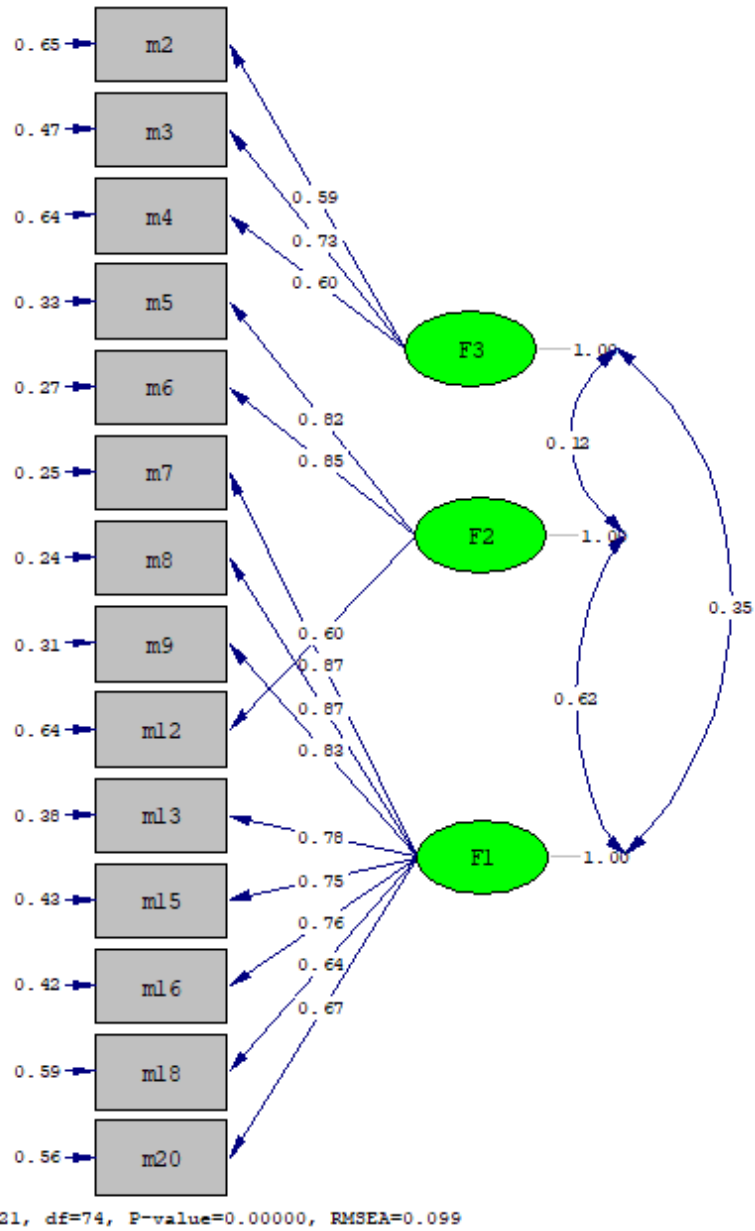 0.65 m2
0.47 m3
0.59
0.64 m4
0.73
0.60
0.33 m5
F3 1.00
0.27 m6
0.82
0.12
0.85
0.25 m7
F2 1.00
0.24 m8
0.35
0.60
0.31 m9
0.87
0.62
0.87
0.64 m12
0.83
0.38 m13
0.78
F1 1.00
0.75
0.43 m15
0.76
0.64
0.42 m16
0.67
0.59 m18
0.56 m20
21, df=74, P-value=0.00000, RMSEA=0.099